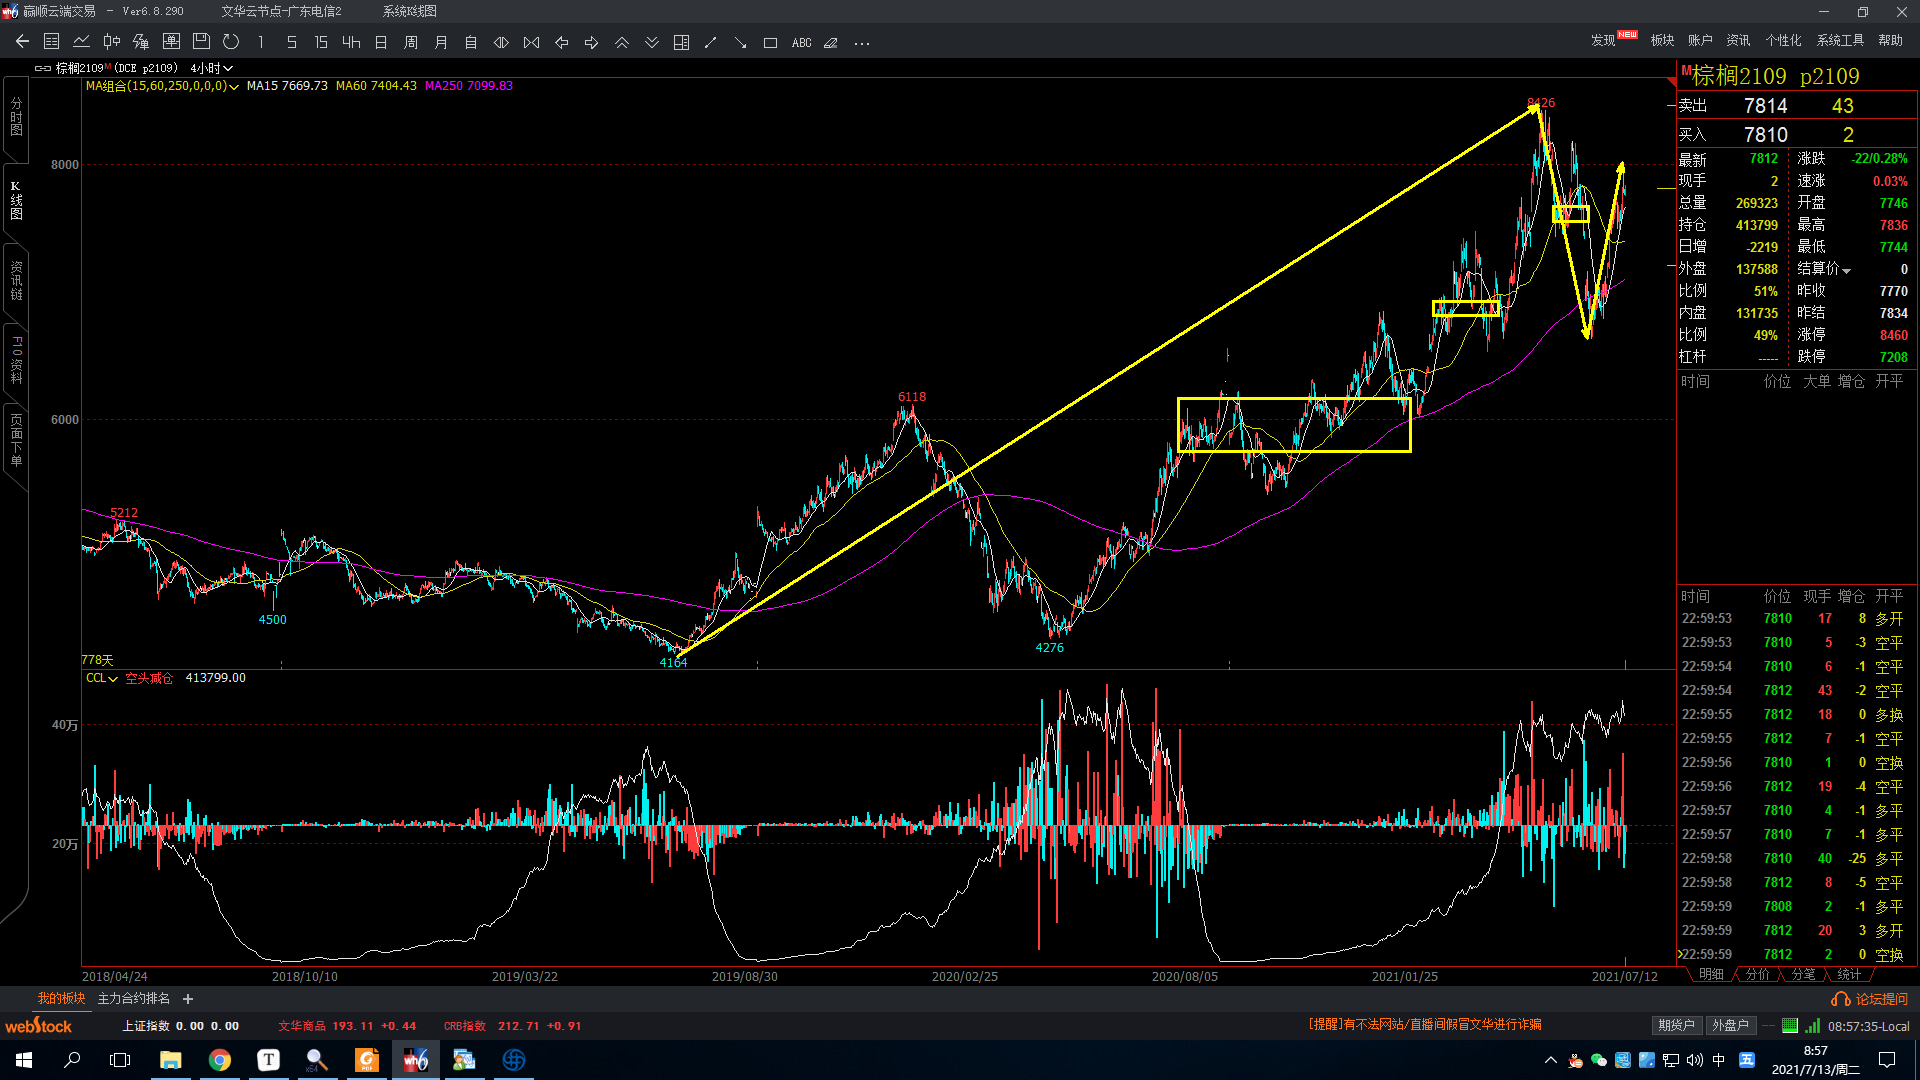 赢顺云端交易 - Ver6.8.290 文华云节点-广东电信2 系统K线图
1 5 15 4H 日 周 月 自 ABC ...
发现 NEW 板块 账户 资讯 个性化 系统工具 帮助
棕榈2109M(DCE p2109) 4小时
MA组合(15,60,250,0,0,0) MA15 7669.73 MA60 7404.43 MA250 7099.83
分时图
K线图
资讯链
F10资料
页面下单
8426
8000
6118
6000
5212
4500
4276
4164
778天
CCL 空头减仓 413799.00
40万
20万
2018/04/24 2018/10/10 2019/03/22 2019/08/30 2020/02/25 2020/08/05 2021/01/25 2021/07/12
M棕榈2109 p2109
卖出 7814 43
买入 7810 2
最新 7812 涨跌 -22/0.28%
现手 2 速涨 0.03%
总量 269323 开盘 7746
持仓 413799 最高 7836
日增 -2219 最低 7744
外盘 137588 结算价 0
比例 51% 昨收 7770
内盘 131735 昨结 7834
比例 49% 涨停 8460
杠杆 ----- 跌停 7208
时间 价位 大单 增仓 开平
时间 价位 现手 增仓 开平
22:59:53 7810 17 8 多开
22:59:53 7810 5 -3 空平
22:59:54 7810 6 -1 空平
22:59:54 7812 43 -2 空平
22:59:55 7812 18 0 多换
22:59:55 7812 7 -1 空平
22:59:56 7810 1 0 空换
22:59:56 7812 19 -4 空平
22:59:57 7810 4 -1 多平
22:59:57 7810 7 -1 多平
22:59:58 7810 40 -25 多平
22:59:58 7812 8 -5 空平
22:59:59 7808 2 -1 多平
22:59:59 7812 20 3 多开
22:59:59 7812 2 0 空换
明细 分价 分笔 统计
我的板块 主力合约排名 +
论坛提问
webstock 上证指数 0.00 0.00 文华商品 193.11 +0.44 CRB指数 212.71 +0.91
[提醒]有不法网站/直播间假冒文华进行诈骗
期货户 外盘户 -- 08:57:35-Local
中 五
8:57
2021/7/13/周二